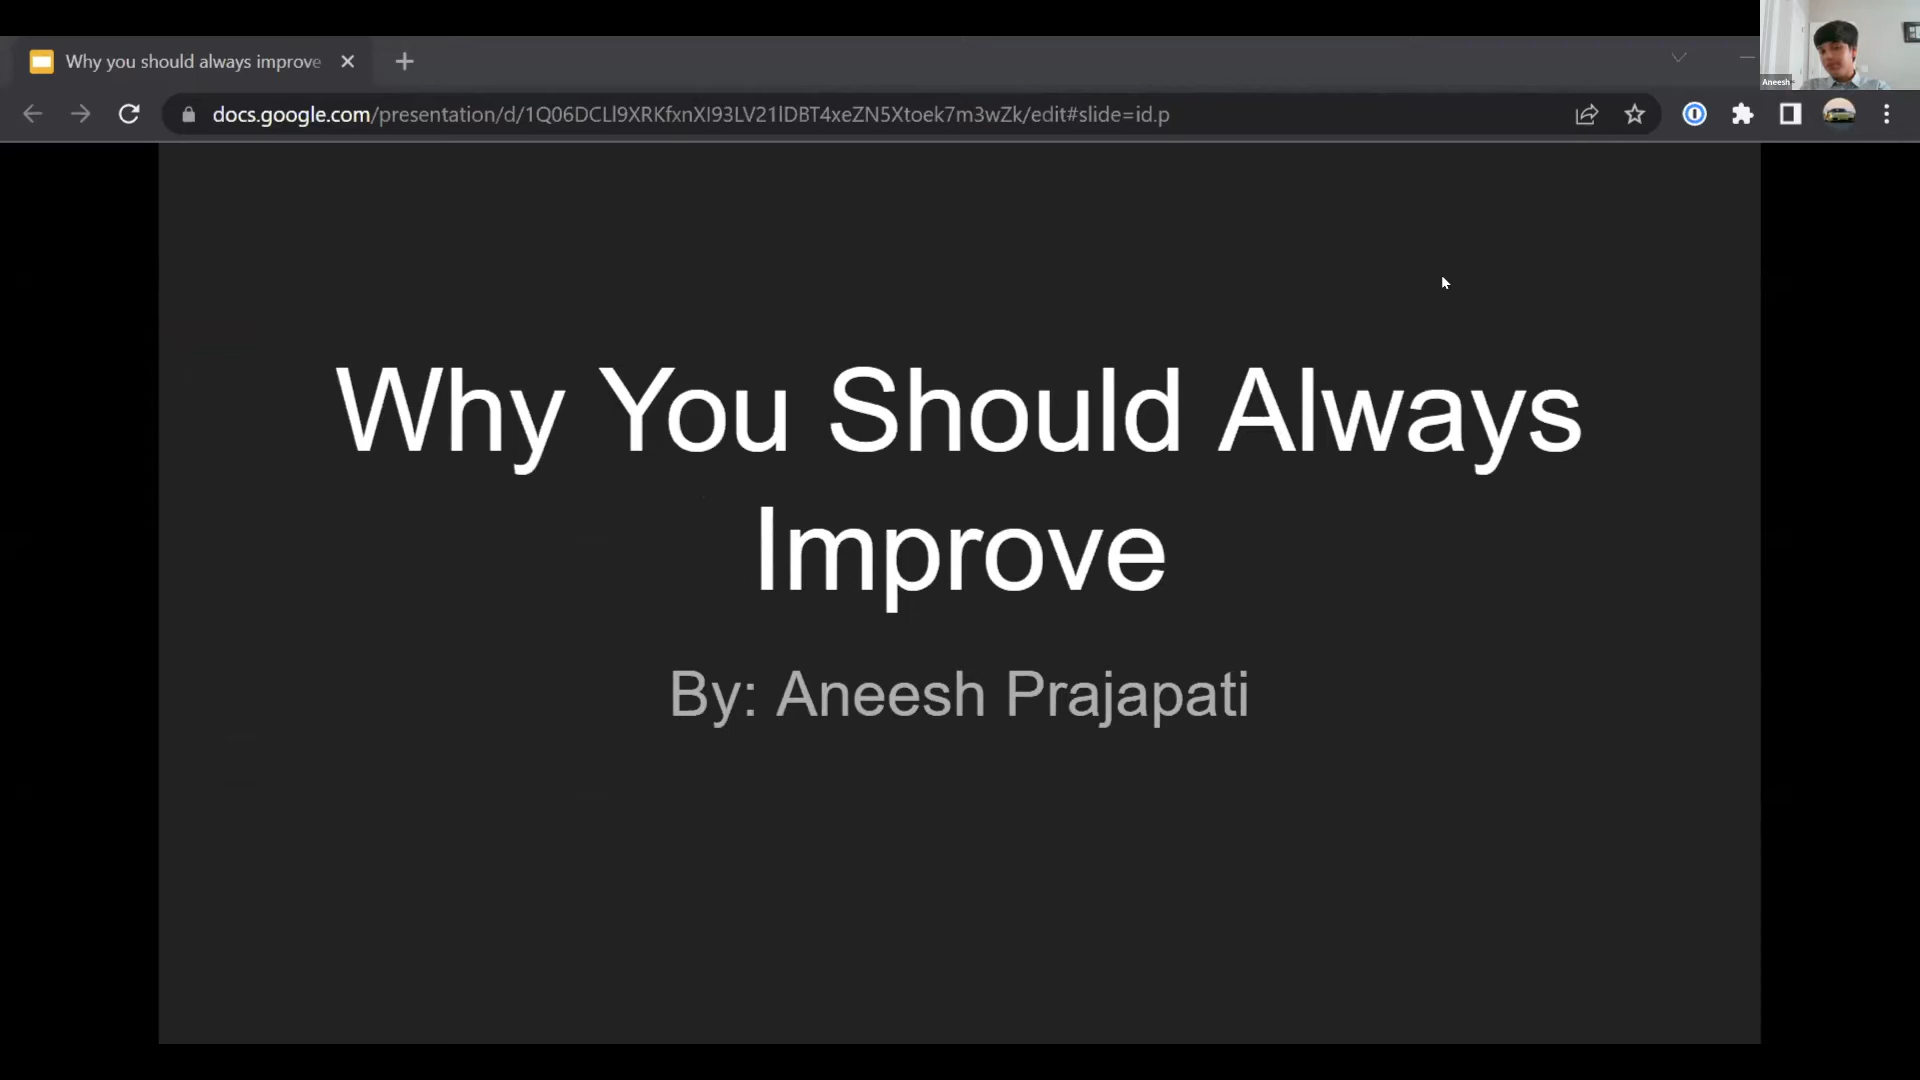 Why you should always improve
Aneesh
docs.google.com/presentation/d/1Q06DCLl9XRKfxnXI93LV21lDBT4xeZN5Xtoek7m3wZk/edit#slide=id.p
Why You Should Always
Improve
By: Aneesh Prajapati